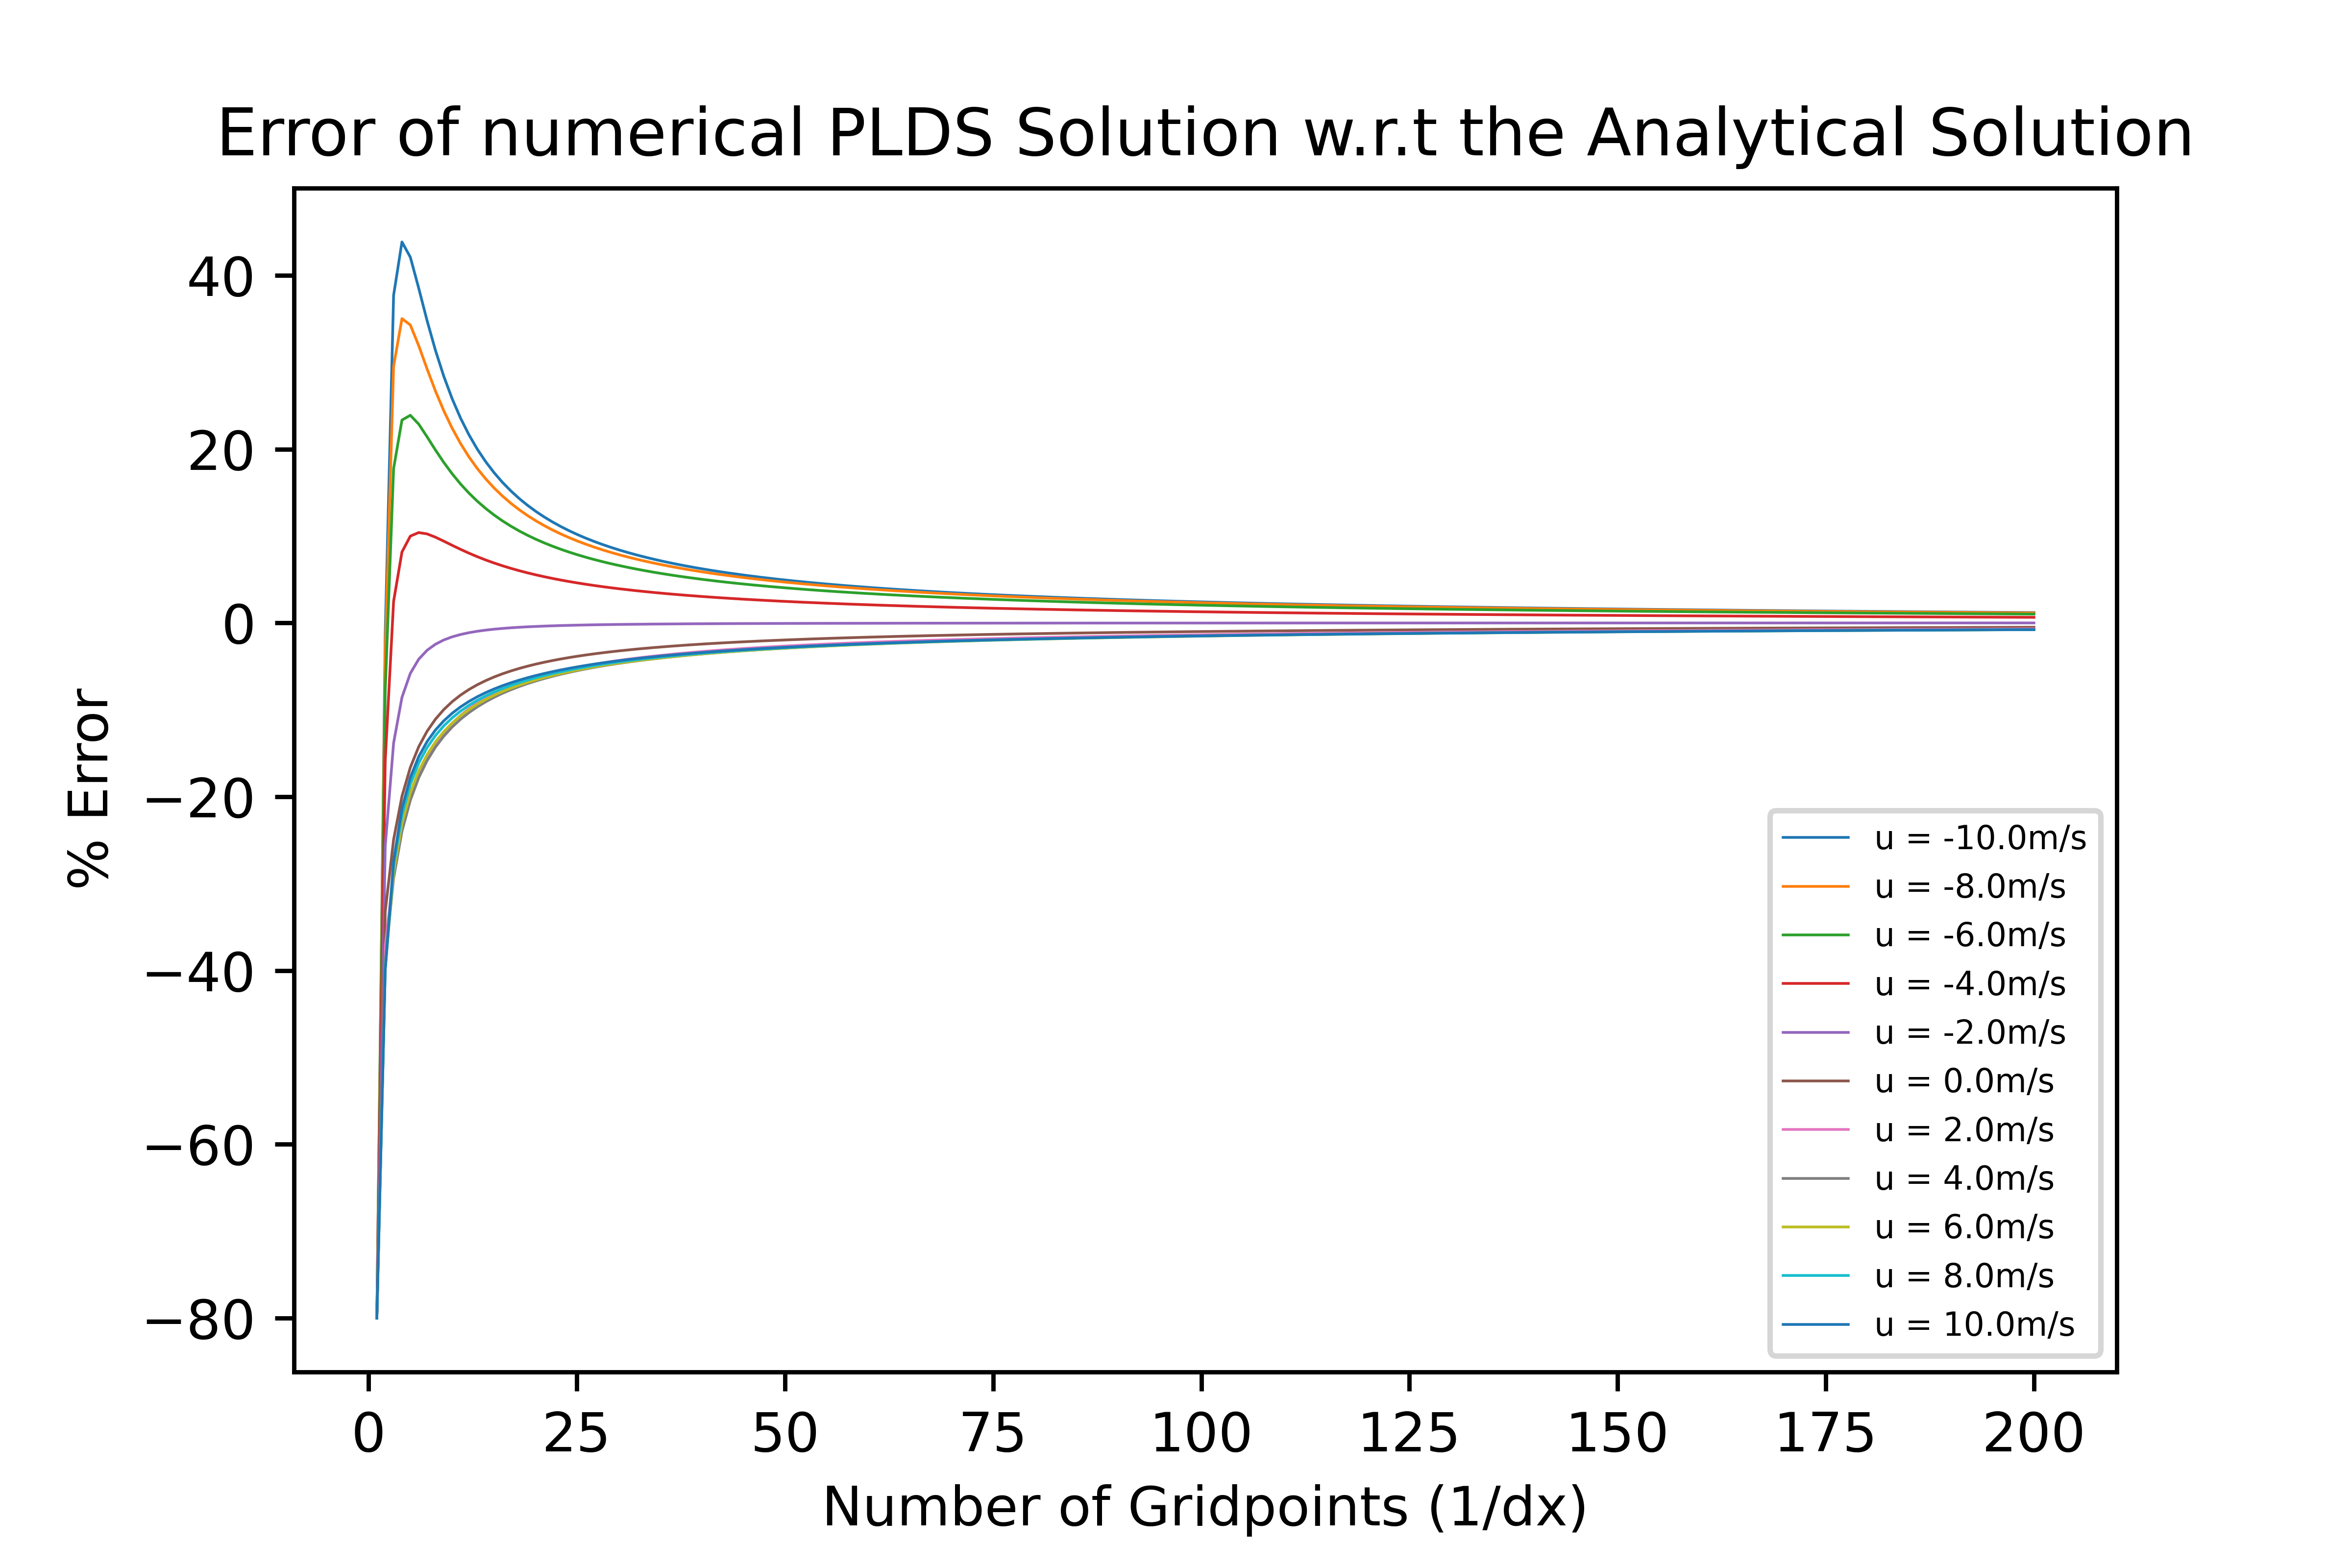 Error of numerical PLDS Solution w.r.t the Analytical Solution
40
20
0
−20
−40
−60
−80
% Error
u = -10.0m/s
u = -8.0m/s
u = -6.0m/s
u = -4.0m/s
u = -2.0m/s
u = 0.0m/s
u = 2.0m/s
u = 4.0m/s
u = 6.0m/s
u = 8.0m/s
u = 10.0m/s
0 25 50 75 100 125 150 175 200
Number of Gridpoints (1/dx)